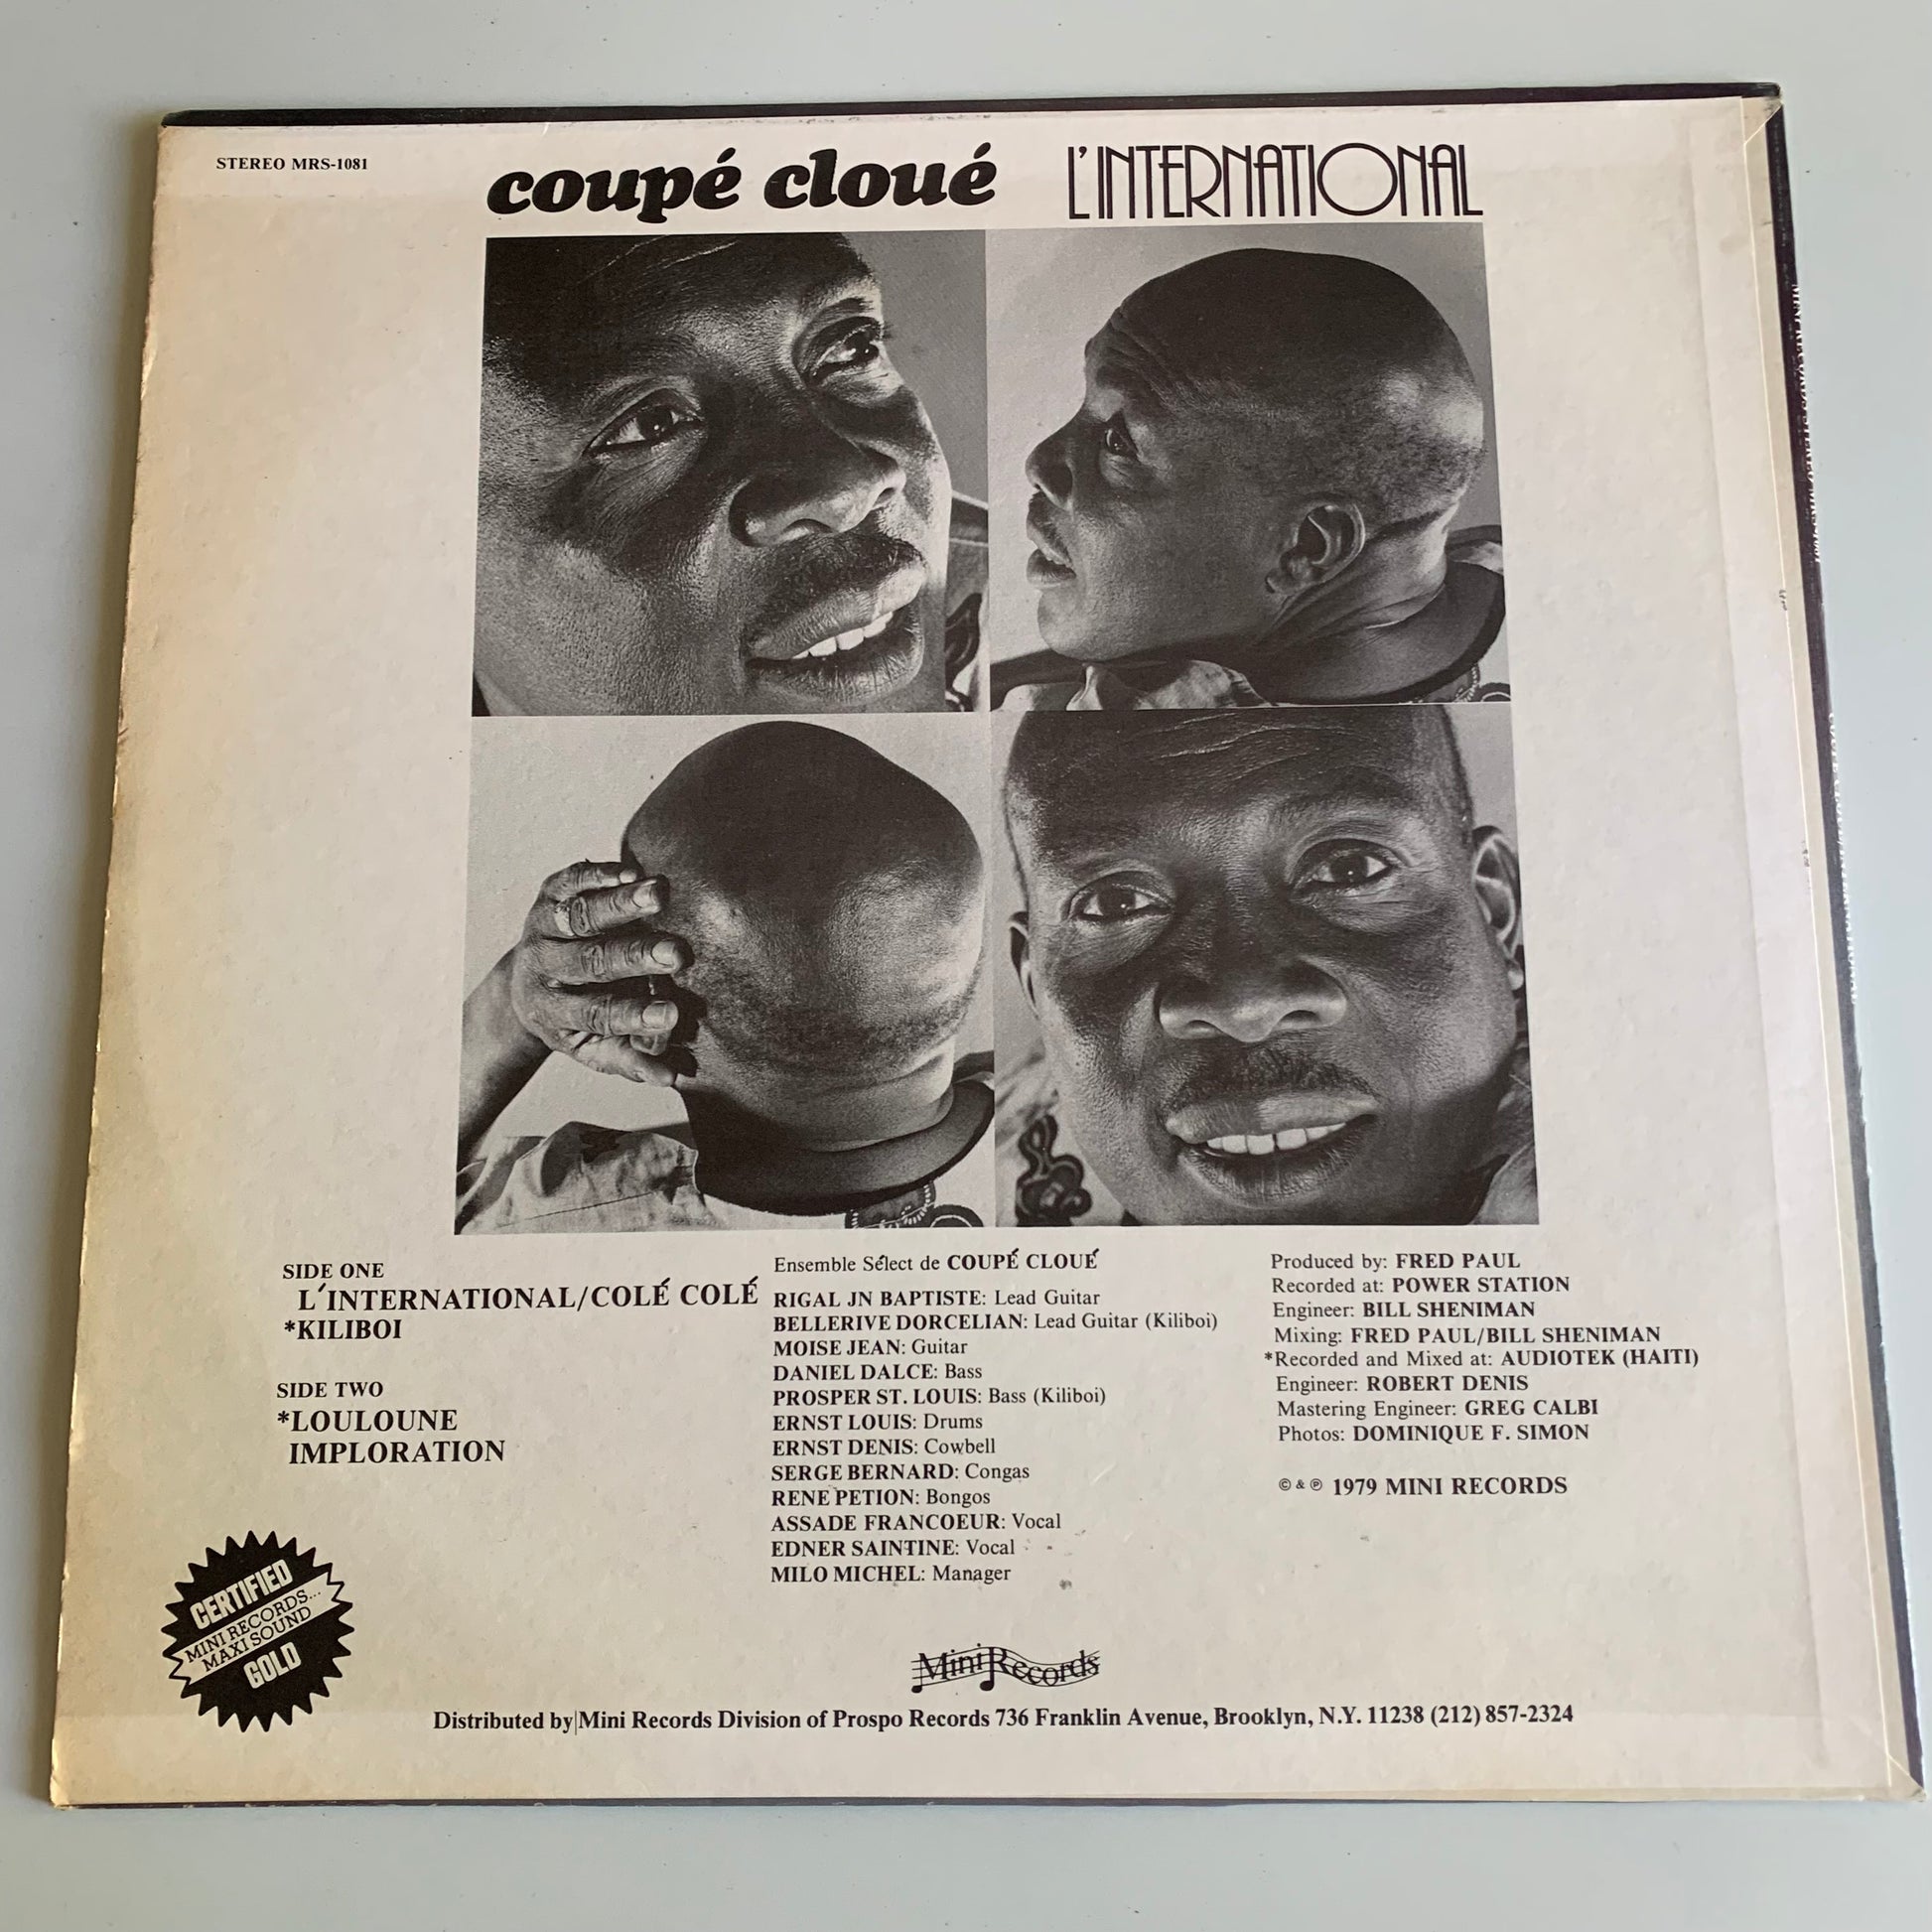 STEREO MRS-1081
coupé cloué L'INTERNATIONAL
SIDE ONE
L'INTERNATIONAL/COLÉ COLÉ
*KILIBOI
SIDE TWO
*LOULOUNE
IMPLORATION
Ensemble Sélect de COUPÉ CLOUÉ
RIGAL JN BAPTISTE: Lead Guitar
BELLERIVE DORCELIAN: Lead Guitar (Kiliboi)
MOISE JEAN: Guitar
DANIEL DALCE: Bass
PROSPER ST. LOUIS: Bass (Kiliboi)
ERNST LOUIS: Drums
ERNST DENIS: Cowbell
SERGE BERNARD: Congas
RENE PETION: Bongos
ASSADE FRANCOEUR: Vocal
EDNER SAINTINE: Vocal
MILO MICHEL: Manager
Produced by: FRED PAUL
Recorded at: POWER STATION
Engineer: BILL SHENIMAN
Mixing: FRED PAUL/BILL SHENIMAN
*Recorded and Mixed at: AUDIOTEK (HAITI)
Engineer: ROBERT DENIS
Mastering Engineer: GREG CALBI
Photos: DOMINIQUE F. SIMON
© & ℗ 1979 MINI RECORDS
CERTIFIED
MINI RECORDS...
MAXI SOUND
GOLD
Mini Records
Distributed by Mini Records Division of Prospo Records 736 Franklin Avenue, Brooklyn, N.Y. 11238 (212) 857-2324